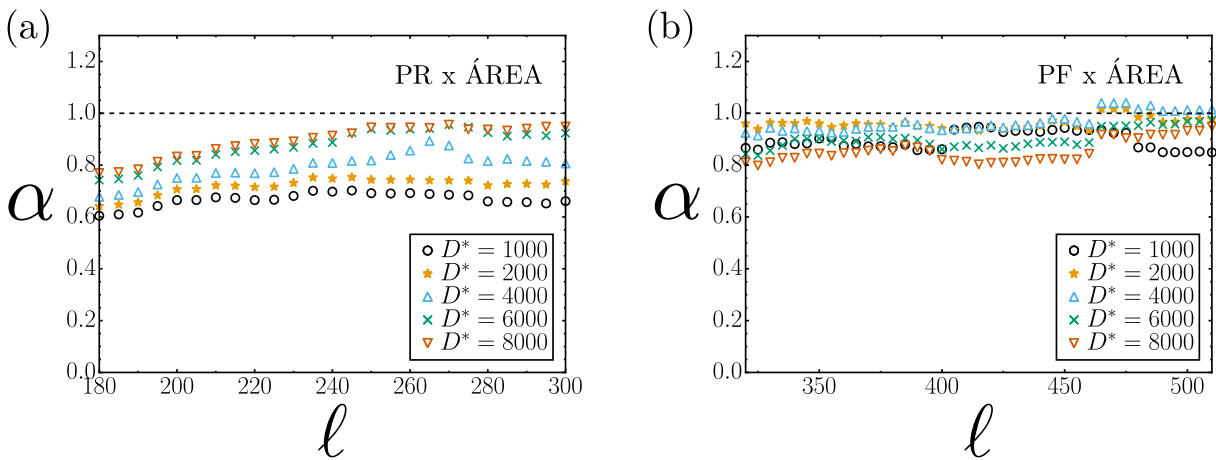 (a)
PR x ÁREA
α
1.2
1.0
0.8
0.6
0.4
0.2
0.0
180
200
220
240
260
280
300
ℓ
D* = 1000
D* = 2000
D* = 4000
D* = 6000
D* = 8000
(b)
PF x ÁREA
α
1.2
1.0
0.8
0.6
0.4
0.2
0.0
350
400
450
500
ℓ
D* = 1000
D* = 2000
D* = 4000
D* = 6000
D* = 8000